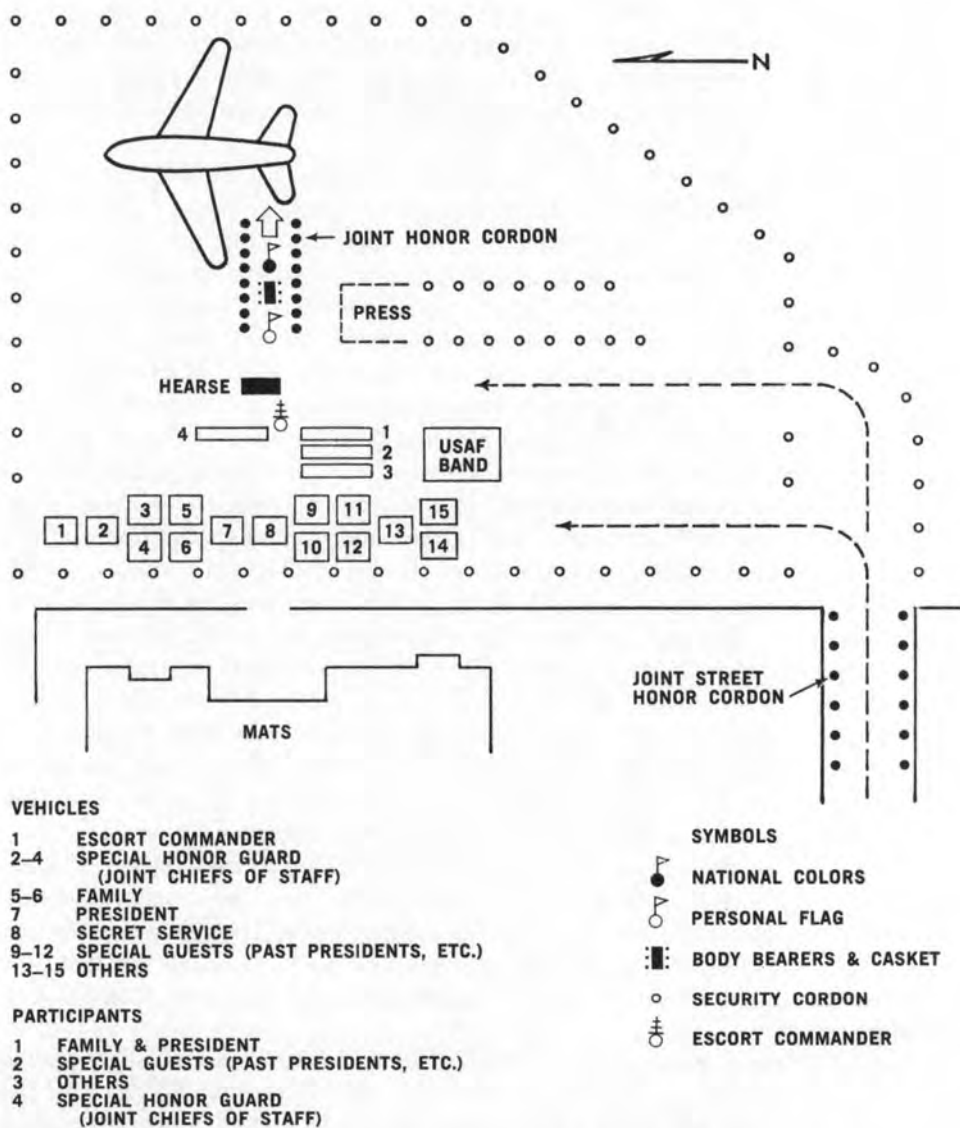 N
JOINT HONOR CORDON
PRESS
HEARSE
4
1
2
3
USAF
BAND
1
2
3
4
5
6
7
8
9
10
11
12
13
15
14
JOINT STREET
HONOR CORDON
MATS
VEHICLES
1 ESCORT COMMANDER
2–4 SPECIAL HONOR GUARD
(JOINT CHIEFS OF STAFF)
5–6 FAMILY
7 PRESIDENT
8 SECRET SERVICE
9–12 SPECIAL GUESTS (PAST PRESIDENTS, ETC.)
13–15 OTHERS
PARTICIPANTS
1 FAMILY & PRESIDENT
2 SPECIAL GUESTS (PAST PRESIDENTS, ETC.)
3 OTHERS
4 SPECIAL HONOR GUARD
(JOINT CHIEFS OF STAFF)
SYMBOLS
NATIONAL COLORS
PERSONAL FLAG
BODY BEARERS & CASKET
SECURITY CORDON
ESCORT COMMANDER